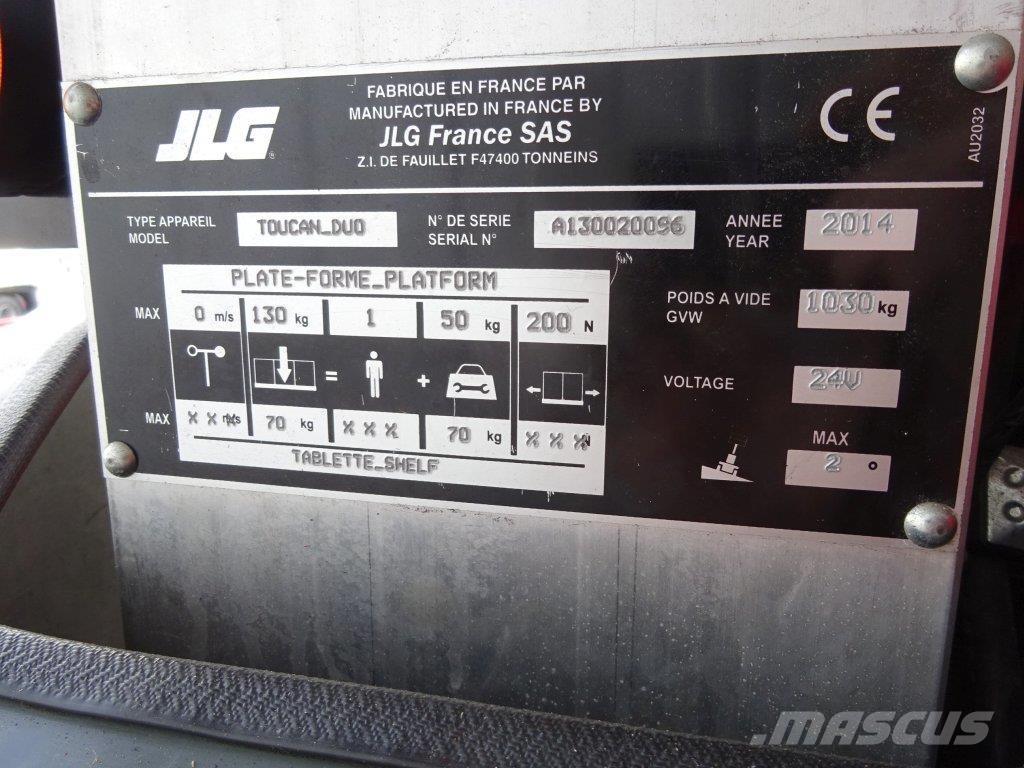 JLG
FABRIQUE EN FRANCE PAR
MANUFACTURED IN FRANCE BY
JLG France SAS
Z.I. DE FAUILLET F47400 TONNEINS
CE
AU2032
TYPE APPAREIL
MODEL
TOUCAN_DUO
N° DE SERIE
SERIAL N°
A130020096
ANNEE
YEAR
2014
PLATE-FORME_PLATFORM
MAX 0 m/s 130 kg 1 50 kg 200 N
= +
MAX X X m/s 70 kg X X X 70 kg X X X N
TABLETTE_SHELF
POIDS A VIDE
GVW
1030 kg
VOLTAGE
24V
MAX
2 °
.MASCUS